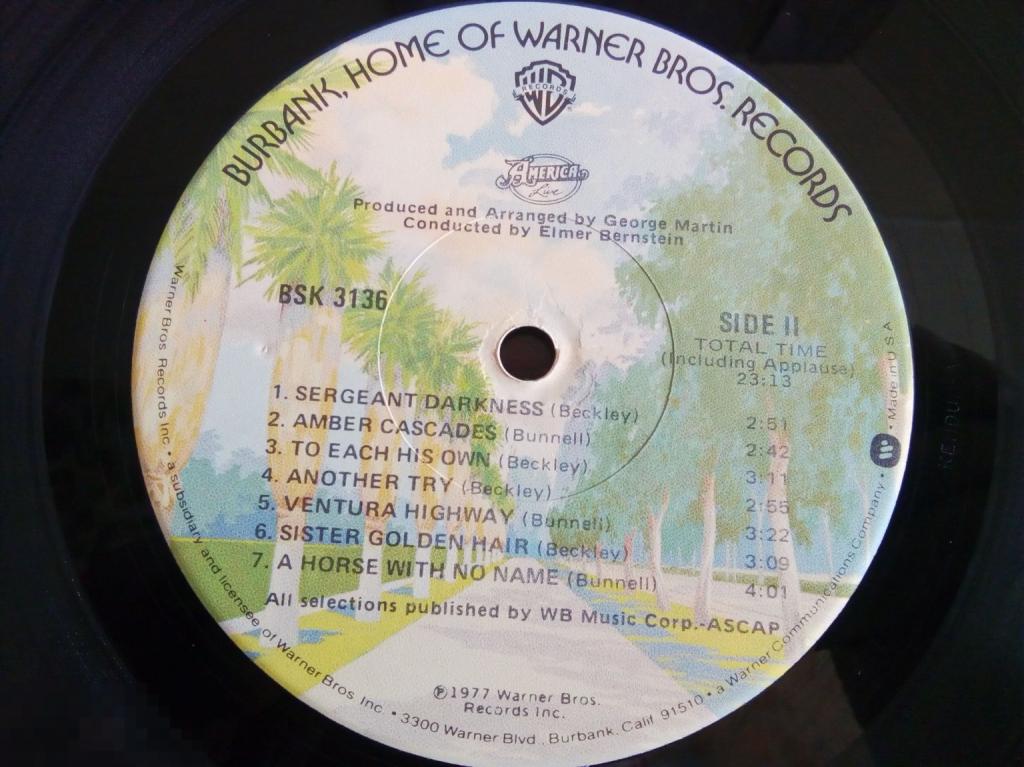 BURBANK, HOME OF WARNER BROS. RECORDS
RECORDS
AMERICA
Live
Produced and Arranged by George Martin
Conducted by Elmer Bernstein
BSK 3136
SIDE II
TOTAL TIME
(Including Applause)
23:13
1. SERGEANT DARKNESS (Beckley) 2:51
2. AMBER CASCADES (Bunnell) 2:42
3. TO EACH HIS OWN (Beckley) 3:11
4. ANOTHER TRY (Beckley) 2:55
5. VENTURA HIGHWAY (Bunnell) 3:22
6. SISTER GOLDEN HAIR (Beckley) 3:09
7. A HORSE WITH NO NAME (Bunnell) 4:01
All selections published by WB Music Corp.-ASCAP
℗1977 Warner Bros.
Records Inc.
Warner Bros. Records Inc. • a subsidiary and licensee of Warner Bros. Inc. • 3300 Warner Blvd., Burbank, Calif. 91510 • a Warner Communications Company. • Made in U.S.A.